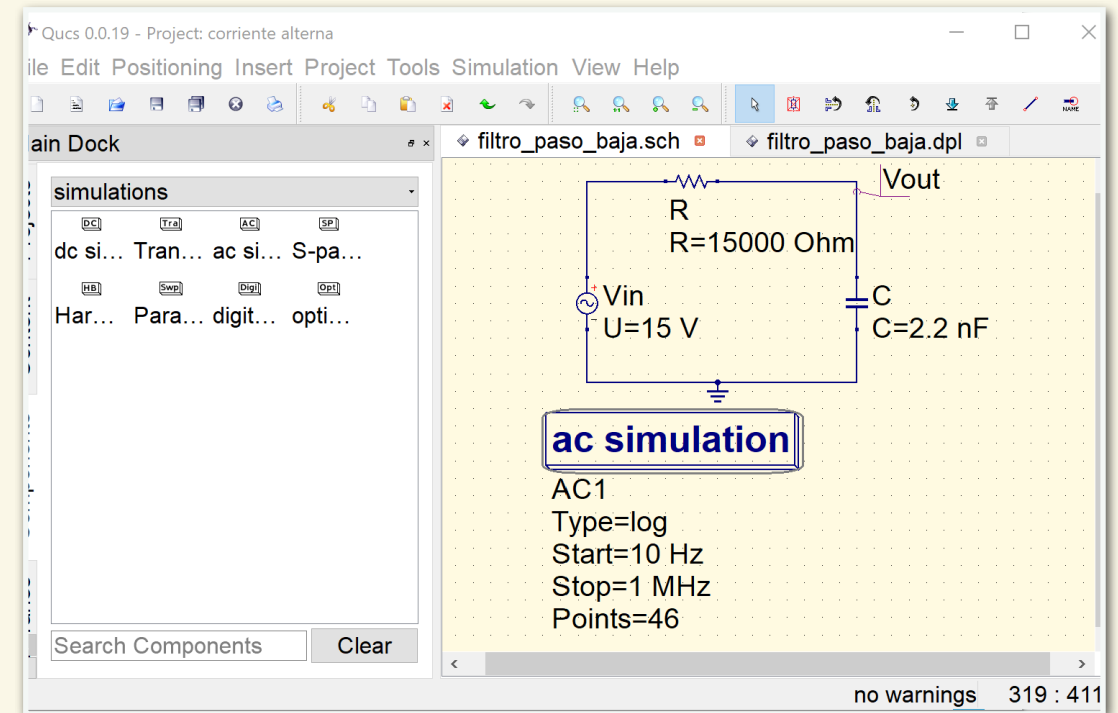 Qucs 0.0.19 - Project: corriente alterna
ile Edit Positioning Insert Project Tools Simulation View Help
NAME
ain Dock
filtro_paso_baja.sch
filtro_paso_baja.dpl
simulations
DC
Tra
AC
SP
dc si... Tran... ac si... S-pa...
HB
Swp
Digi
Opt
Har... Para... digit... opti...
Search Components
Clear
Vout
R
R=15000 Ohm
+
Vin
-
U=15 V
C
C=2.2 nF
ac simulation
AC1
Type=log
Start=10 Hz
Stop=1 MHz
Points=46
no warnings
319 : 411